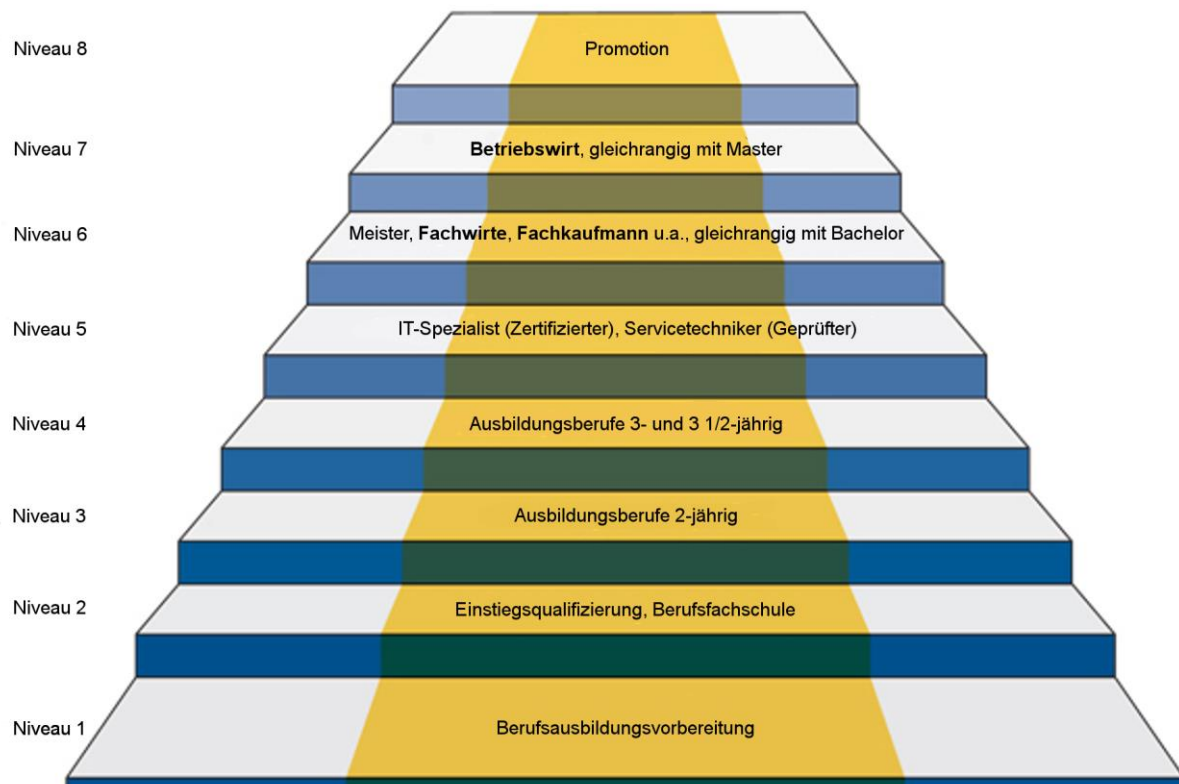 Niveau 8 Promotion
Niveau 7 Betriebswirt, gleichrangig mit Master
Niveau 6 Meister, Fachwirte, Fachkaufmann u.a., gleichrangig mit Bachelor
Niveau 5 IT-Spezialist (Zertifizierter), Servicetechniker (Geprüfter)
Niveau 4 Ausbildungsberufe 3- und 3 1/2-jährig
Niveau 3 Ausbildungsberufe 2-jährig
Niveau 2 Einstiegsqualifizierung, Berufsfachschule
Niveau 1 Berufsausbildungsvorbereitung